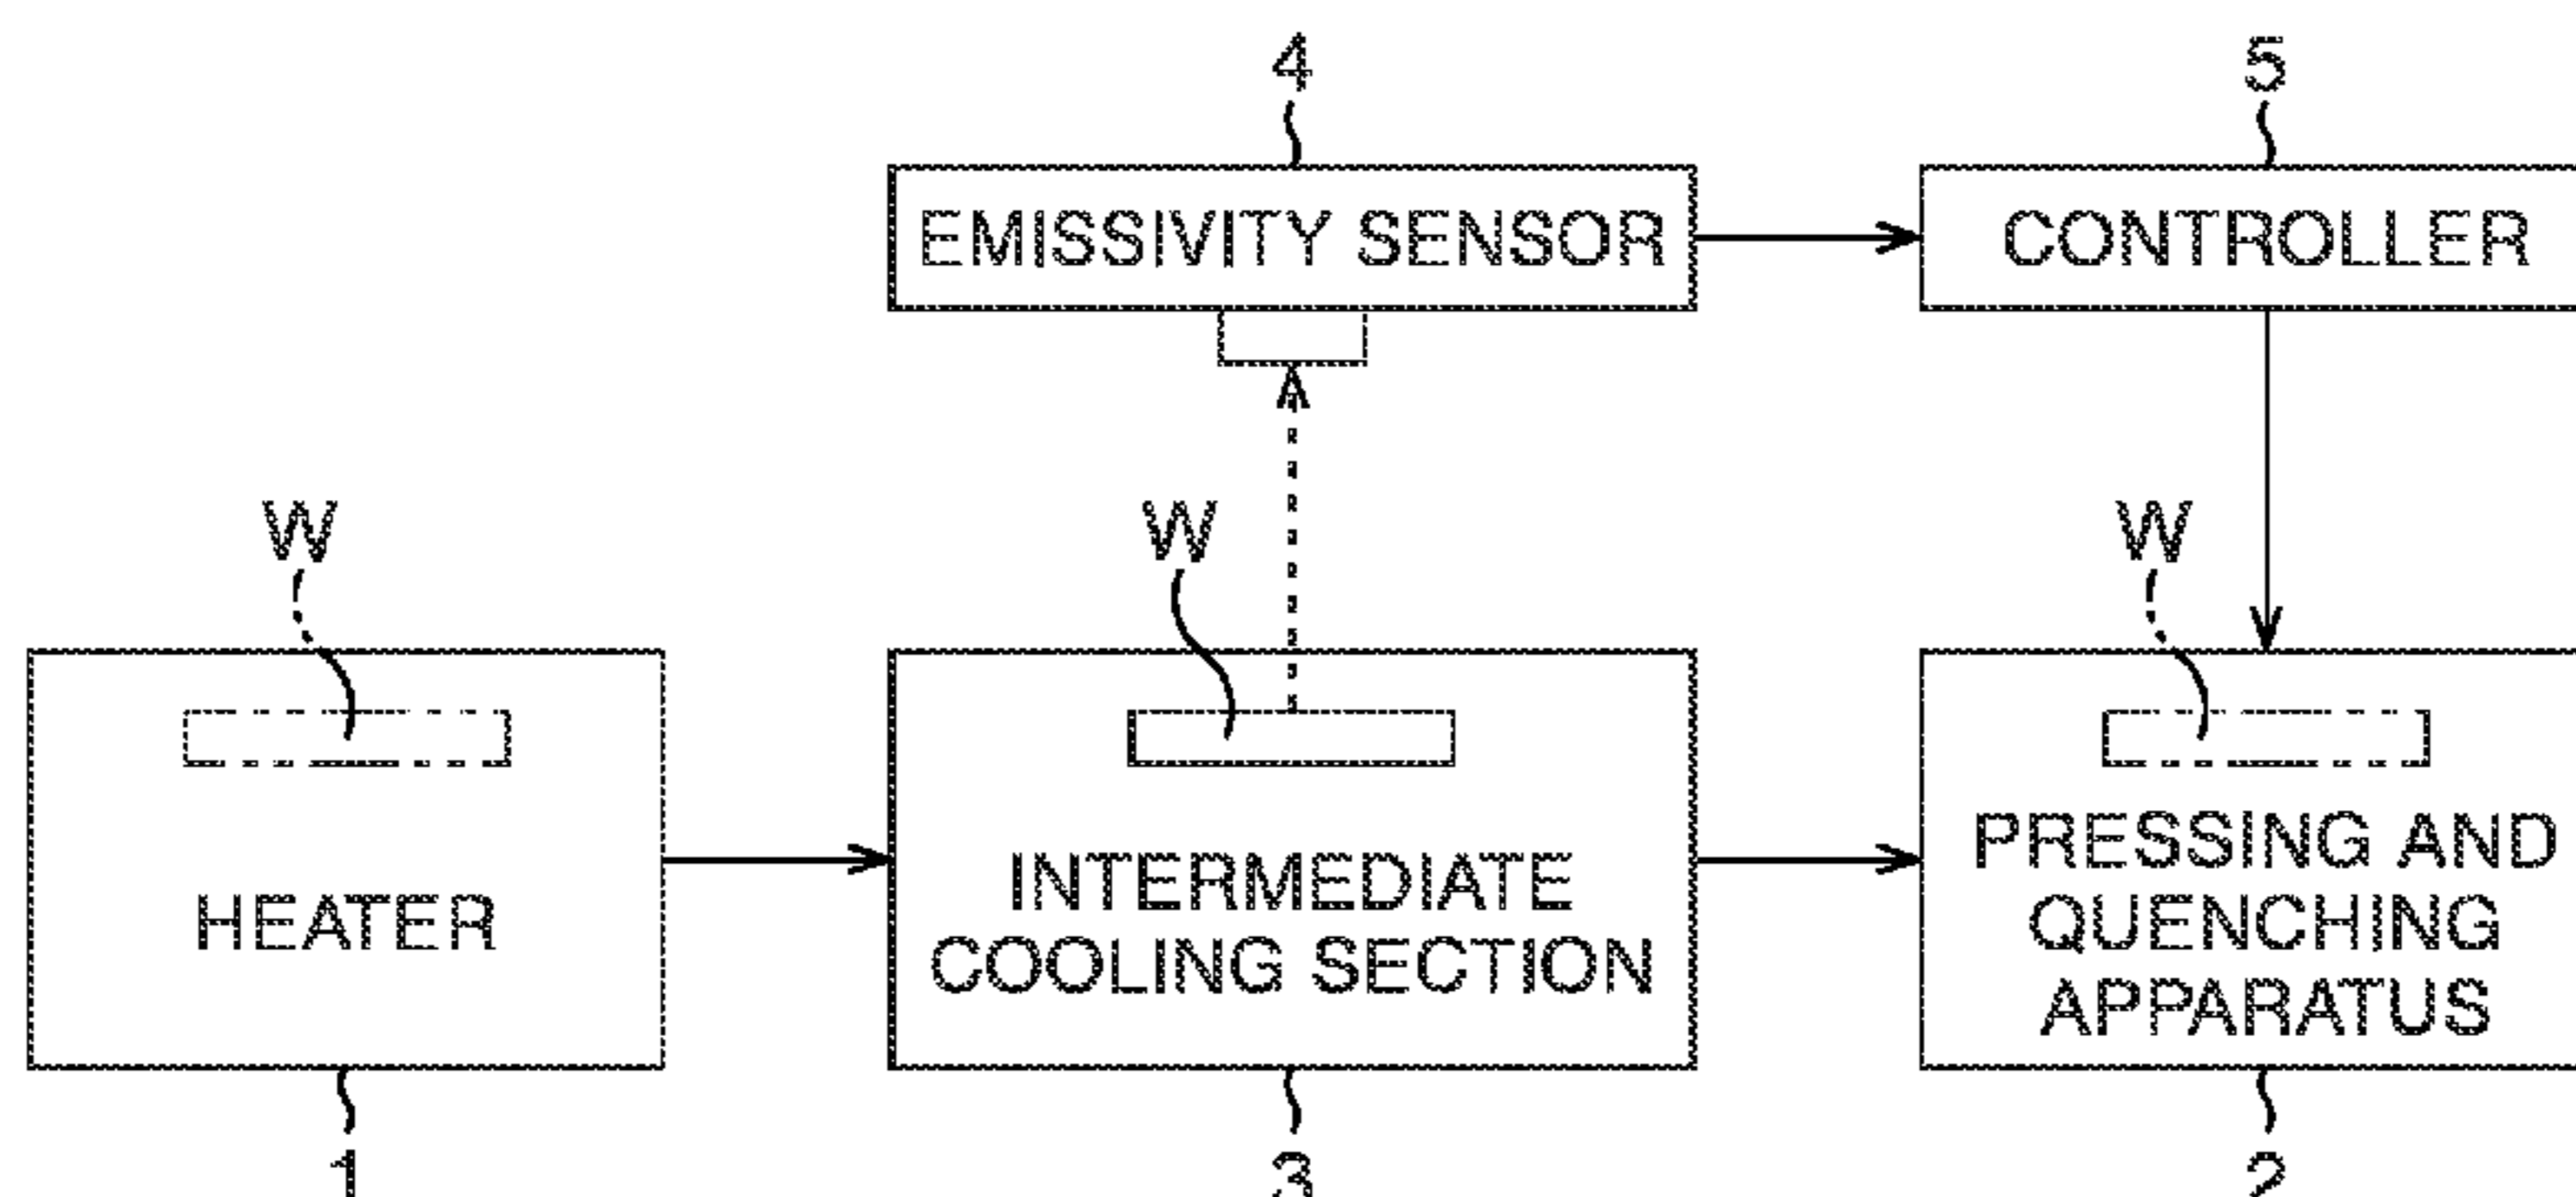 4 5
EMISSIVITY SENSOR CONTROLLER
W W W
HEATER
INTERMEDIATE
COOLING SECTION
PRESSING AND
QUENCHING
APPARATUS
1 3 2